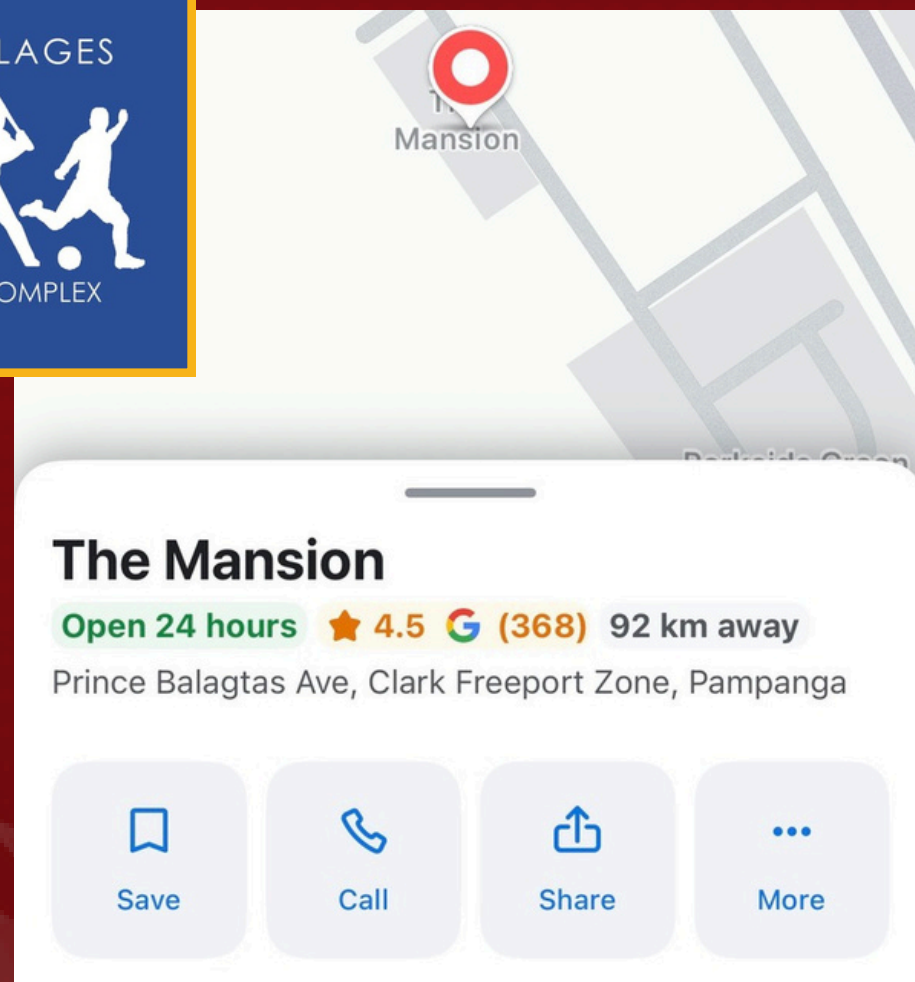 LAGES
OMPLEX
Mansion
The Mansion
Open 24 hours 4.5 G (368) 92 km away
Prince Balagtas Ave, Clark Freeport Zone, Pampanga
Save Call Share More